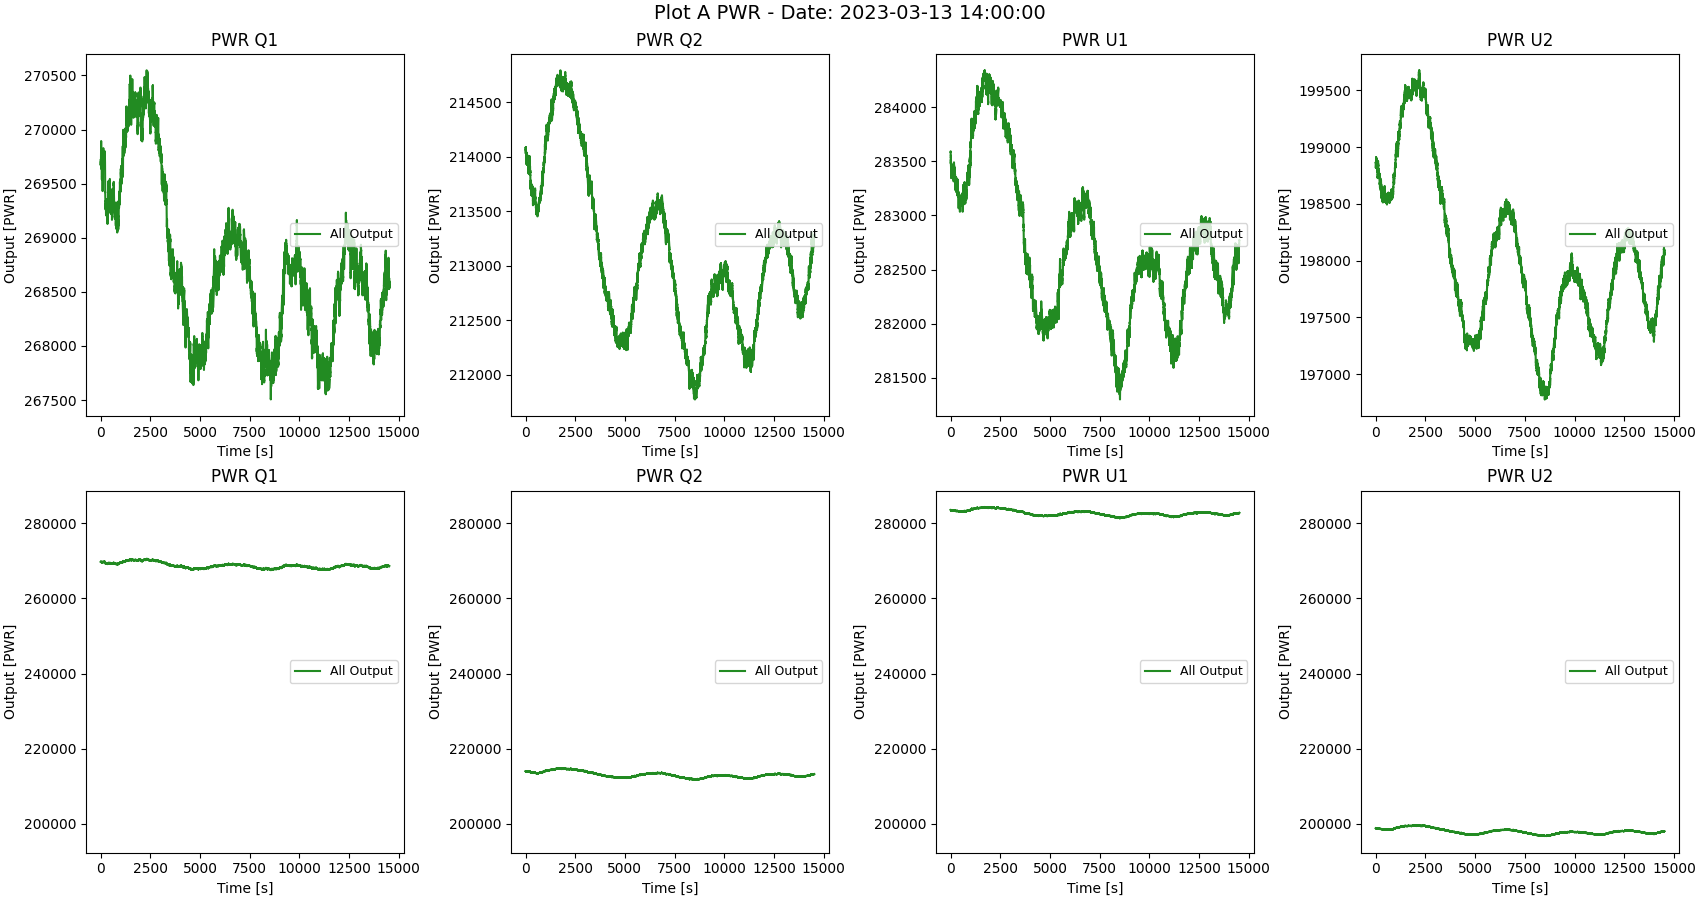 Plot A PWR - Date: 2023-03-13 14:00:00
PWR Q1
PWR Q2
PWR U1
PWR U2
Output [PWR]
270500
270000
269500
269000
268500
268000
267500
All Output
0 2500 5000 7500 10000 12500 15000
Time [s]
Output [PWR]
214500
214000
213500
213000
212500
212000
All Output
0 2500 5000 7500 10000 12500 15000
Time [s]
Output [PWR]
284000
283500
283000
282500
282000
281500
All Output
0 2500 5000 7500 10000 12500 15000
Time [s]
Output [PWR]
199500
199000
198500
198000
197500
197000
All Output
0 2500 5000 7500 10000 12500 15000
Time [s]
PWR Q1
PWR Q2
PWR U1
PWR U2
Output [PWR]
280000
260000
240000
220000
200000
All Output
0 2500 5000 7500 10000 12500 15000
Time [s]
Output [PWR]
280000
260000
240000
220000
200000
All Output
0 2500 5000 7500 10000 12500 15000
Time [s]
Output [PWR]
280000
260000
240000
220000
200000
All Output
0 2500 5000 7500 10000 12500 15000
Time [s]
Output [PWR]
280000
260000
240000
220000
200000
All Output
0 2500 5000 7500 10000 12500 15000
Time [s]